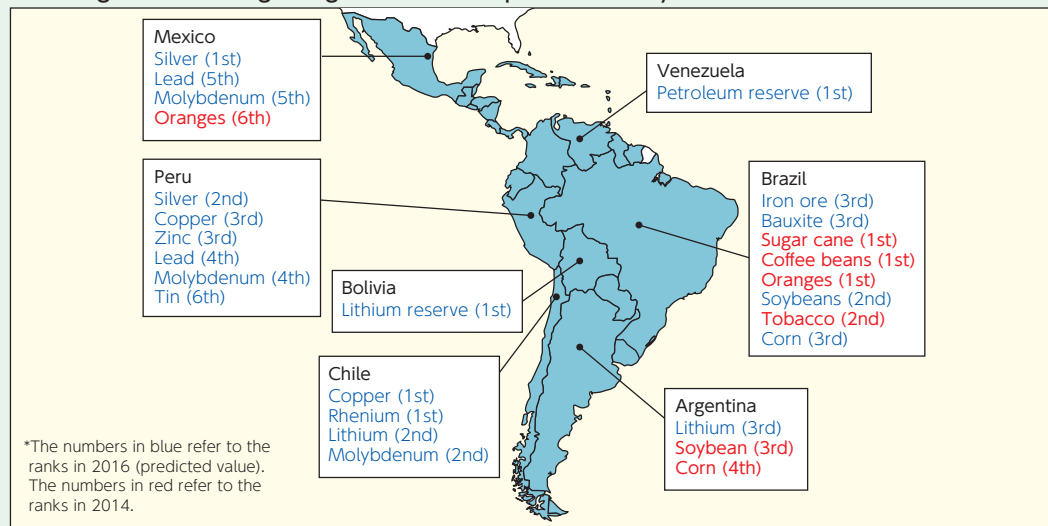 Mexico
Silver (1st)
Lead (5th)
Molybdenum (5th)
Oranges (6th)
Venezuela
Petroleum reserve (1st)
Peru
Silver (2nd)
Copper (3rd)
Zinc (3rd)
Lead (4th)
Molybdenum (4th)
Tin (6th)
Brazil
Iron ore (3rd)
Bauxite (3rd)
Sugar cane (1st)
Coffee beans (1st)
Oranges (1st)
Soybeans (2nd)
Tobacco (2nd)
Corn (3rd)
Bolivia
Lithium reserve (1st)
Chile
Copper (1st)
Rhenium (1st)
Lithium (2nd)
Molybdenum (2nd)
Argentina
Lithium (3rd)
Soybean (3rd)
Corn (4th)
*The numbers in blue refer to the
ranks in 2016 (predicted value).
The numbers in red refer to the
ranks in 2014.